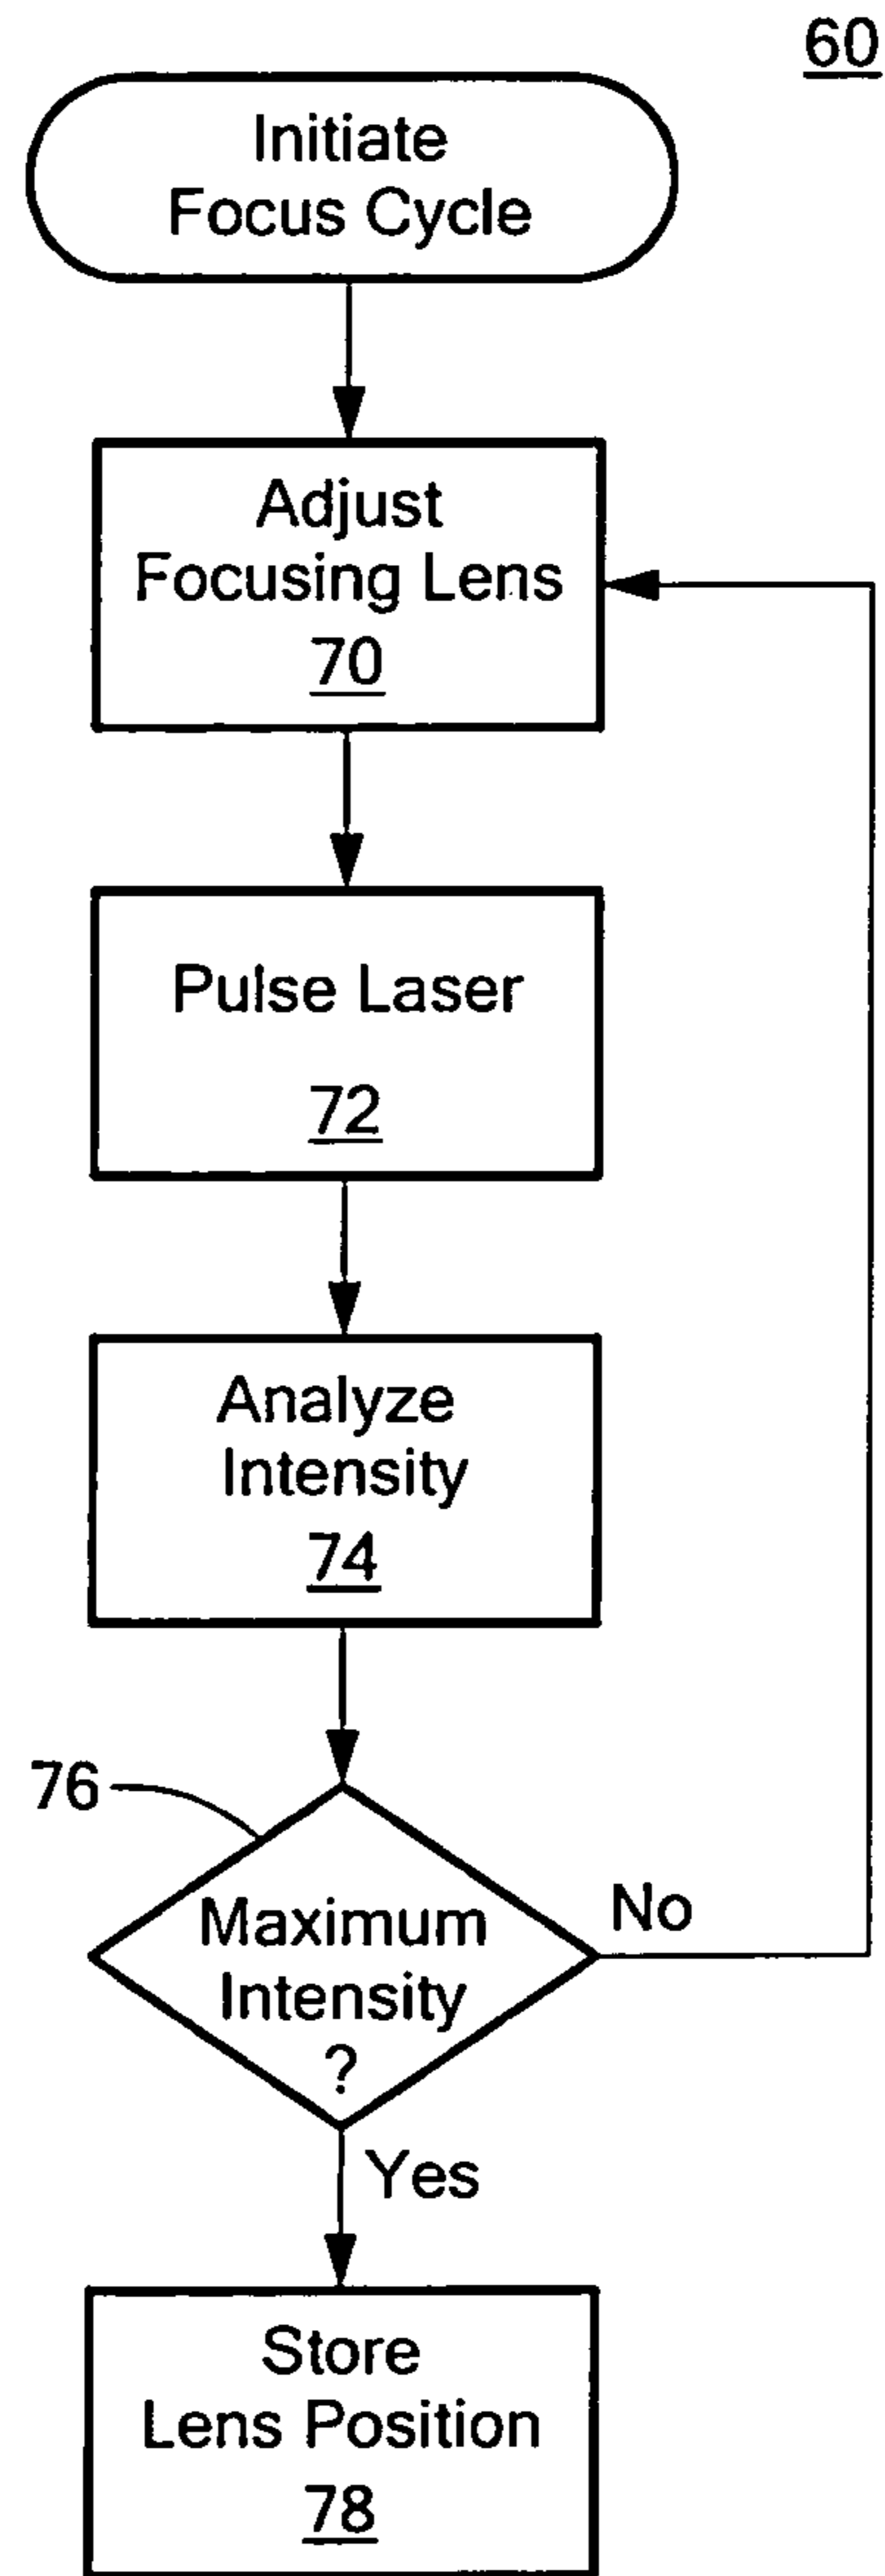 60
Initiate
Focus Cycle
Adjust
Focusing Lens
70
Pulse Laser
72
Analyze
Intensity
74
76
Maximum
Intensity
?
No
Yes
Store
Lens Position
78